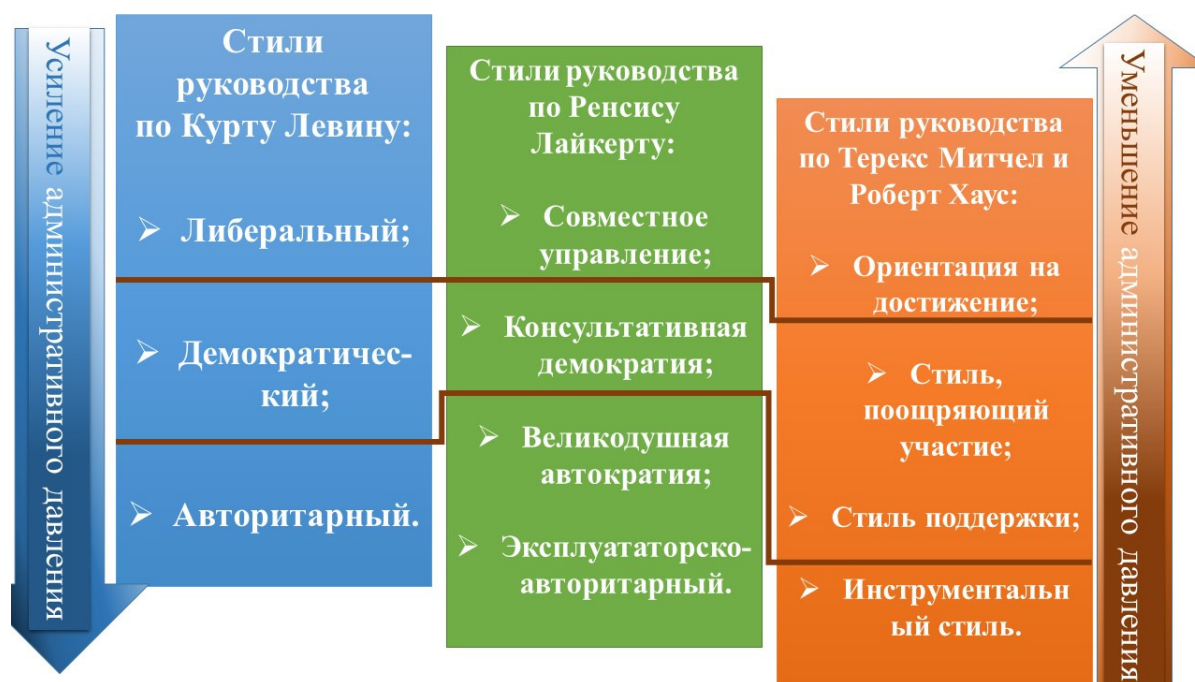 Усиление административного давления
Стили
руководства
по Курту Левину:
➢ Либеральный;
➢ Демократичес-
кий;
➢ Авторитарный.
Стили руководства
по Ренсису
Лайкерту:
➢ Совместное
управление;
➢ Консультативная
демократия;
➢ Великодушная
автократия;
➢ Эксплуататорско-
авторитарный.
Стили руководства
по Терекс Митчел и
Роберт Хаус:
➢ Ориентация на
достижение;
➢ Стиль,
поощряющий
участие;
➢ Стиль поддержки;
➢ Инструментальн
ый стиль.
Уменьшение административного давления